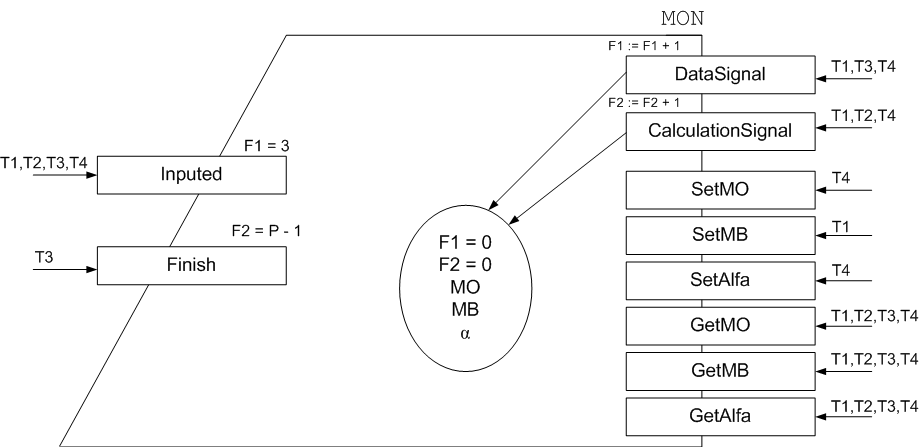 MON
F1 := F1 + 1
DataSignal
T1,T3,T4
F2 := F2 + 1
CalculationSignal
T1,T2,T4
F1 = 3
T1,T2,T3,T4
Inputed
SetMO
T4
F2 = P - 1
T3
Finish
SetMB
T1
SetAlfa
T4
F1 = 0
F2 = 0
MO
MB
α
GetMO
T1,T2,T3,T4
GetMB
T1,T2,T3,T4
GetAlfa
T1,T2,T3,T4